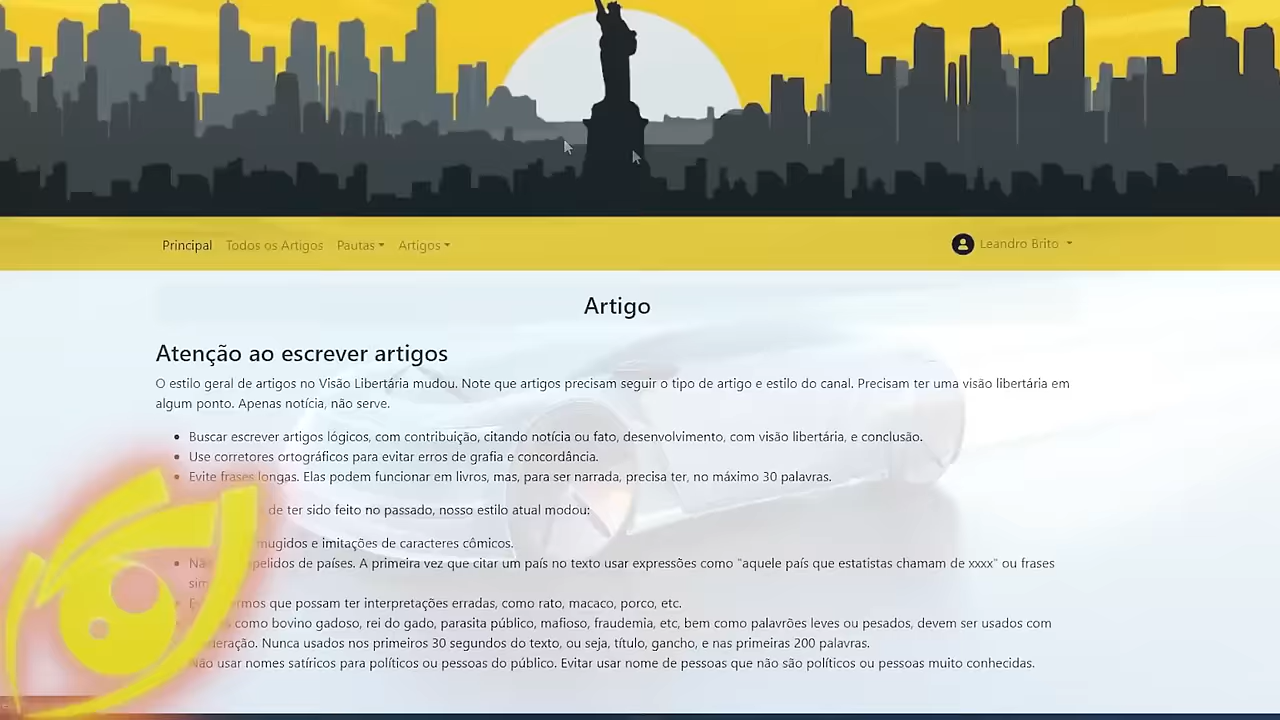 Principal Todos os Artigos Pautas Artigos Leandro Brito
Artigo
Atenção ao escrever artigos
O estilo geral de artigos no Visão Libertária mudou. Note que artigos precisam seguir o tipo de artigo e estilo do canal. Precisam ter uma visão libertária em
algum ponto. Apenas notícia, não serve.
Buscar escrever artigos lógicos, com contribuição, citando notícia ou fato, desenvolvimento, com visão libertária, e conclusão.
Use corretores ortográficos para evitar erros de grafia e concordância.
Evite frases longas. Elas podem funcionar em livros, mas, para ser narrada, precisa ter, no máximo 30 palavras.
de ter sido feito no passado, nosso estilo atual modou:
mugidos e imitações de caracteres cômicos.
de países. A primeira vez que citar um país no texto usar expressões como "aquele país que estatistas chamam de xxxx" ou frases
que possam ter interpretações erradas, como rato, macaco, porco, etc.
como bovino gadoso, rei do gado, parasita público, mafioso, fraudemia, etc, bem como palavrões leves ou pesados, devem ser usados com
Nunca usados nos primeiros 30 segundos do texto, ou seja, título, gancho, e nas primeiras 200 palavras.
Não usar nomes satíricos para políticos ou pessoas do público. Evitar usar nome de pessoas que não são políticos ou pessoas muito conhecidas.